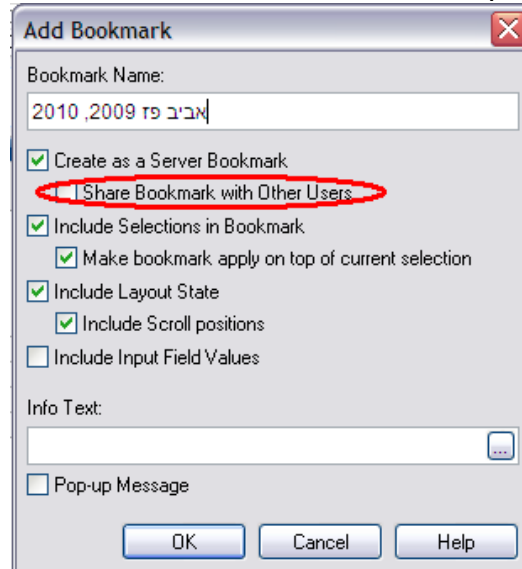 Add Bookmark
Bookmark Name:
אביב פז 2009, 2010
Create as a Server Bookmark
Share Bookmark with Other Users
Include Selections in Bookmark
Make bookmark apply on top of current selection
Include Layout State
Include Scroll positions
Include Input Field Values
Info Text:
...
Pop-up Message
OK Cancel Help